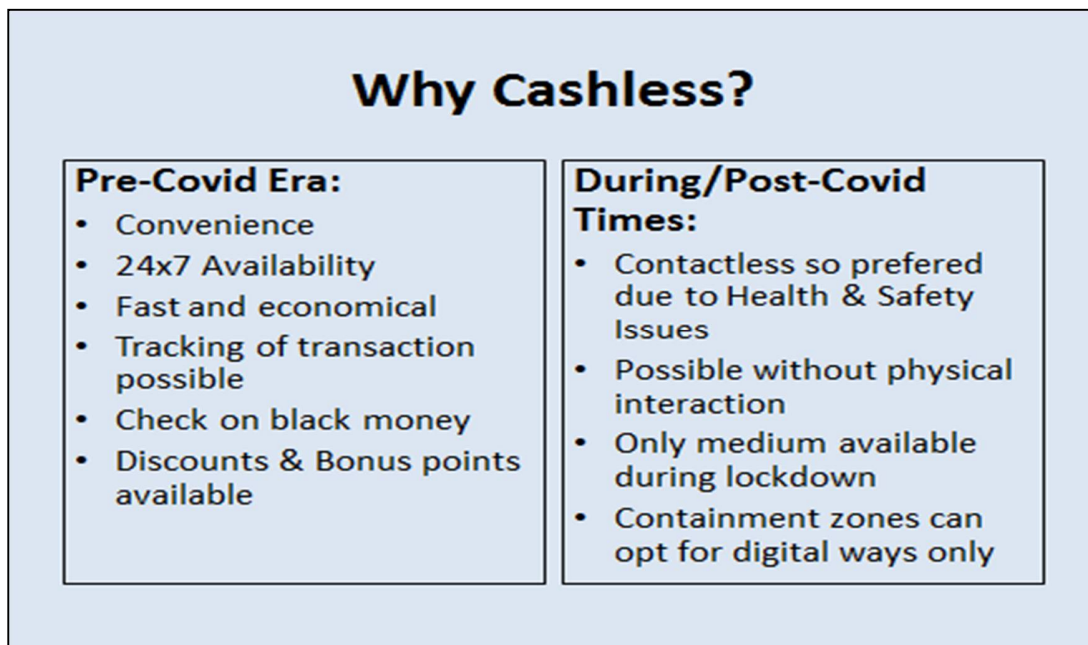 Why Cashless?
Pre-Covid Era:
• Convenience
• 24x7 Availability
• Fast and economical
• Tracking of transaction
possible
• Check on black money
• Discounts & Bonus points
available
During/Post-Covid
Times:
• Contactless so prefered
due to Health & Safety
Issues
• Possible without physical
interaction
• Only medium available
during lockdown
• Containment zones can
opt for digital ways only